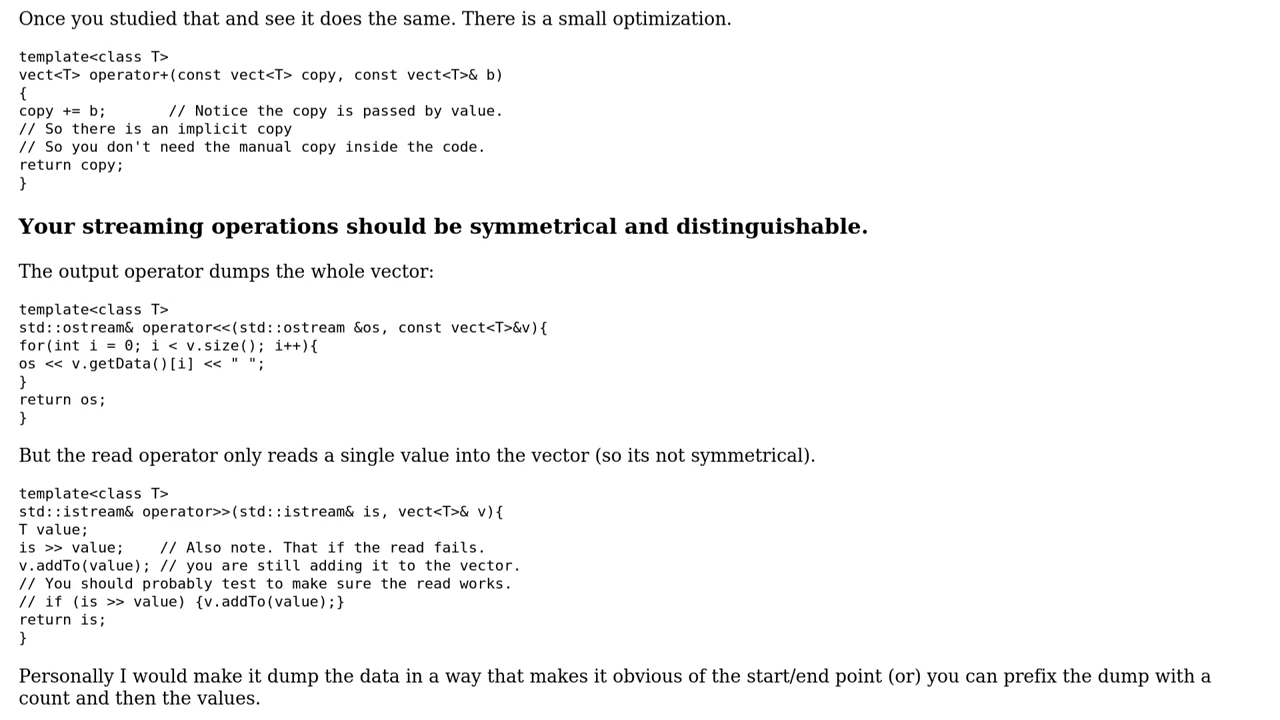 Once you studied that and see it does the same. There is a small optimization.
template<class T>
vect<T> operator+(const vect<T> copy, const vect<T>& b)
{
copy += b;       // Notice the copy is passed by value.
// So there is an implicit copy
// So you don't need the manual copy inside the code.
return copy;
}
Your streaming operations should be symmetrical and distinguishable.
The output operator dumps the whole vector:
template<class T>
std::ostream& operator<<(std::ostream &os, const vect<T>&v){
for(int i = 0; i < v.size(); i++){
os << v.getData()[i] << " ";
}
return os;
}
But the read operator only reads a single value into the vector (so its not symmetrical).
template<class T>
std::istream& operator>>(std::istream& is, vect<T>& v){
T value;
is >> value;    // Also note. That if the read fails.
v.addTo(value); // you are still adding it to the vector.
// You should probably test to make sure the read works.
// if (is >> value) {v.addTo(value);}
return is;
}
Personally I would make it dump the data in a way that makes it obvious of the start/end point (or) you can prefix the dump with a
count and then the values.